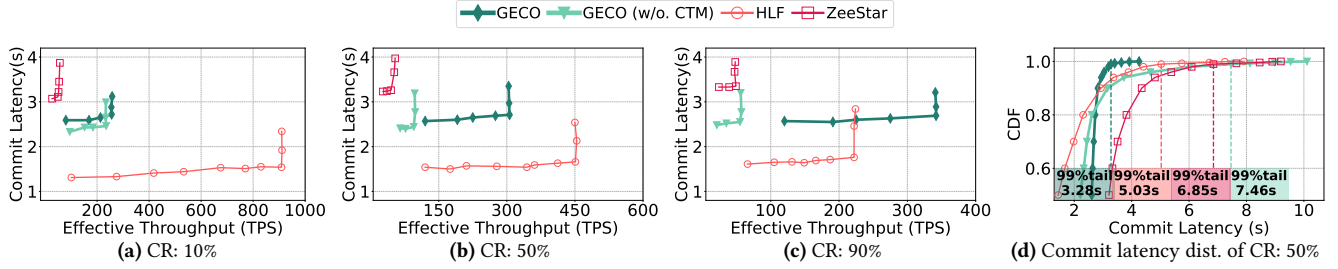 GECO GECO (w/o. CTM) HLF ZeeStar
Commit Latency(s)
4
3
2
1
200 400 600 800 1000
Effective Throughput (TPS)
(a) CR: 10%
Commit Latency(s)
4
3
2
1
150 300 450 600
Effective Throughput (TPS)
(b) CR: 50%
Commit Latency(s)
4
3
2
1
100 200 300 400
Effective Throughput (TPS)
(c) CR: 90%
CDF
1.0
0.8
0.6
99%tail
3.28s
99%tail
5.03s
99%tail
6.85s
99%tail
7.46s
2 4 6 8 10
Commit Latency (s)
(d) Commit latency dist. of CR: 50%